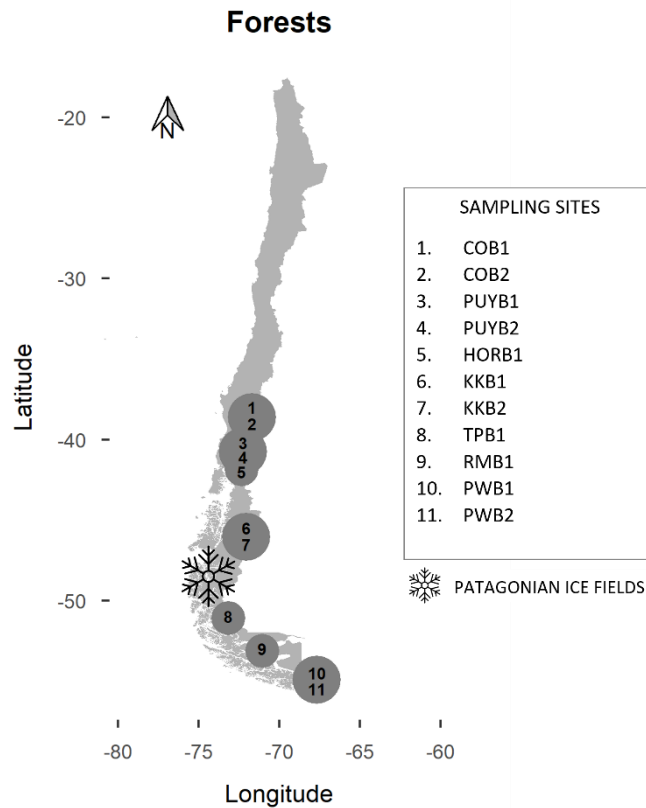 Forests
-20
N
-30
Latitude
-40
-50
1
2
3
4
5
6
7
8
9
10
11
-80
-75
-70
-65
-60
Longitude
SAMPLING SITES
1. COB1
2. COB2
3. PUYB1
4. PUYB2
5. HORB1
6. KKB1
7. KKB2
8. TPB1
9. RMB1
10. PWB1
11. PWB2
PATAGONIAN ICE FIELDS